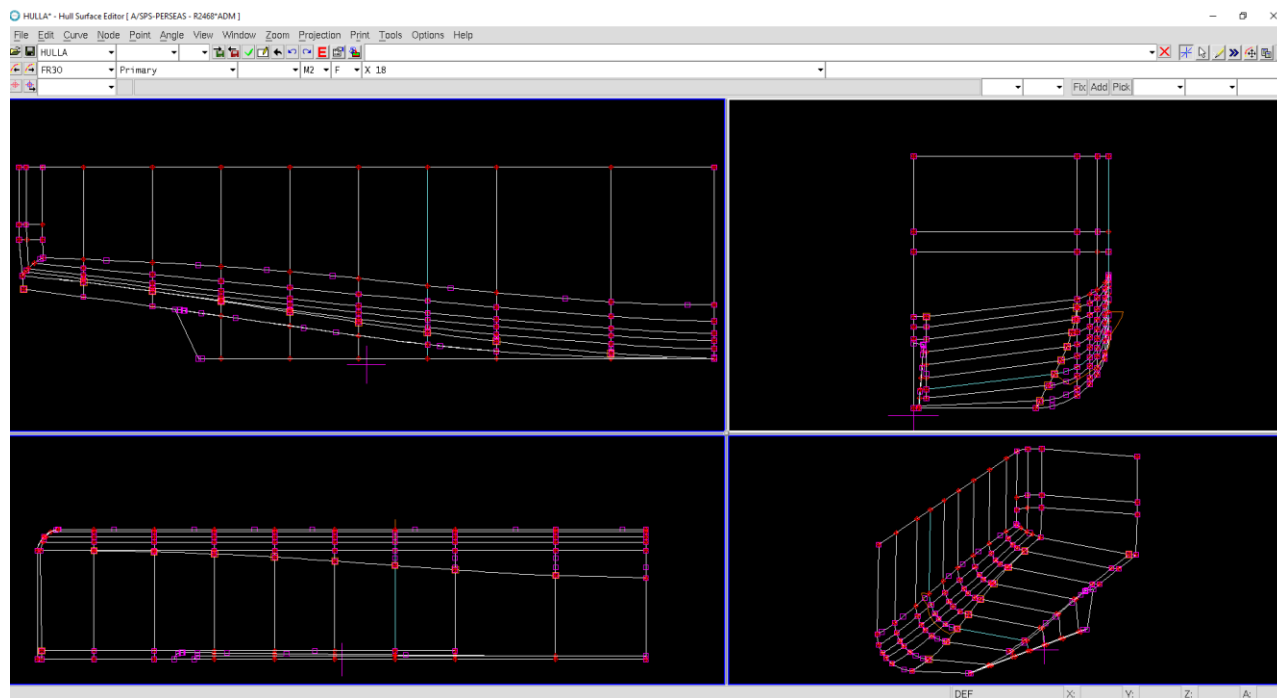 HULLA* - Hull Surface Editor [ A/SPS-PERSEAS - R2468*ADM ]
File Edit Curve Node Point Angle View Window Zoom Projection Print Tools Options Help
HULLA E
FR30 Primary M2 F X 18
Fix Add Pick
DEF X: Y: Z: A: